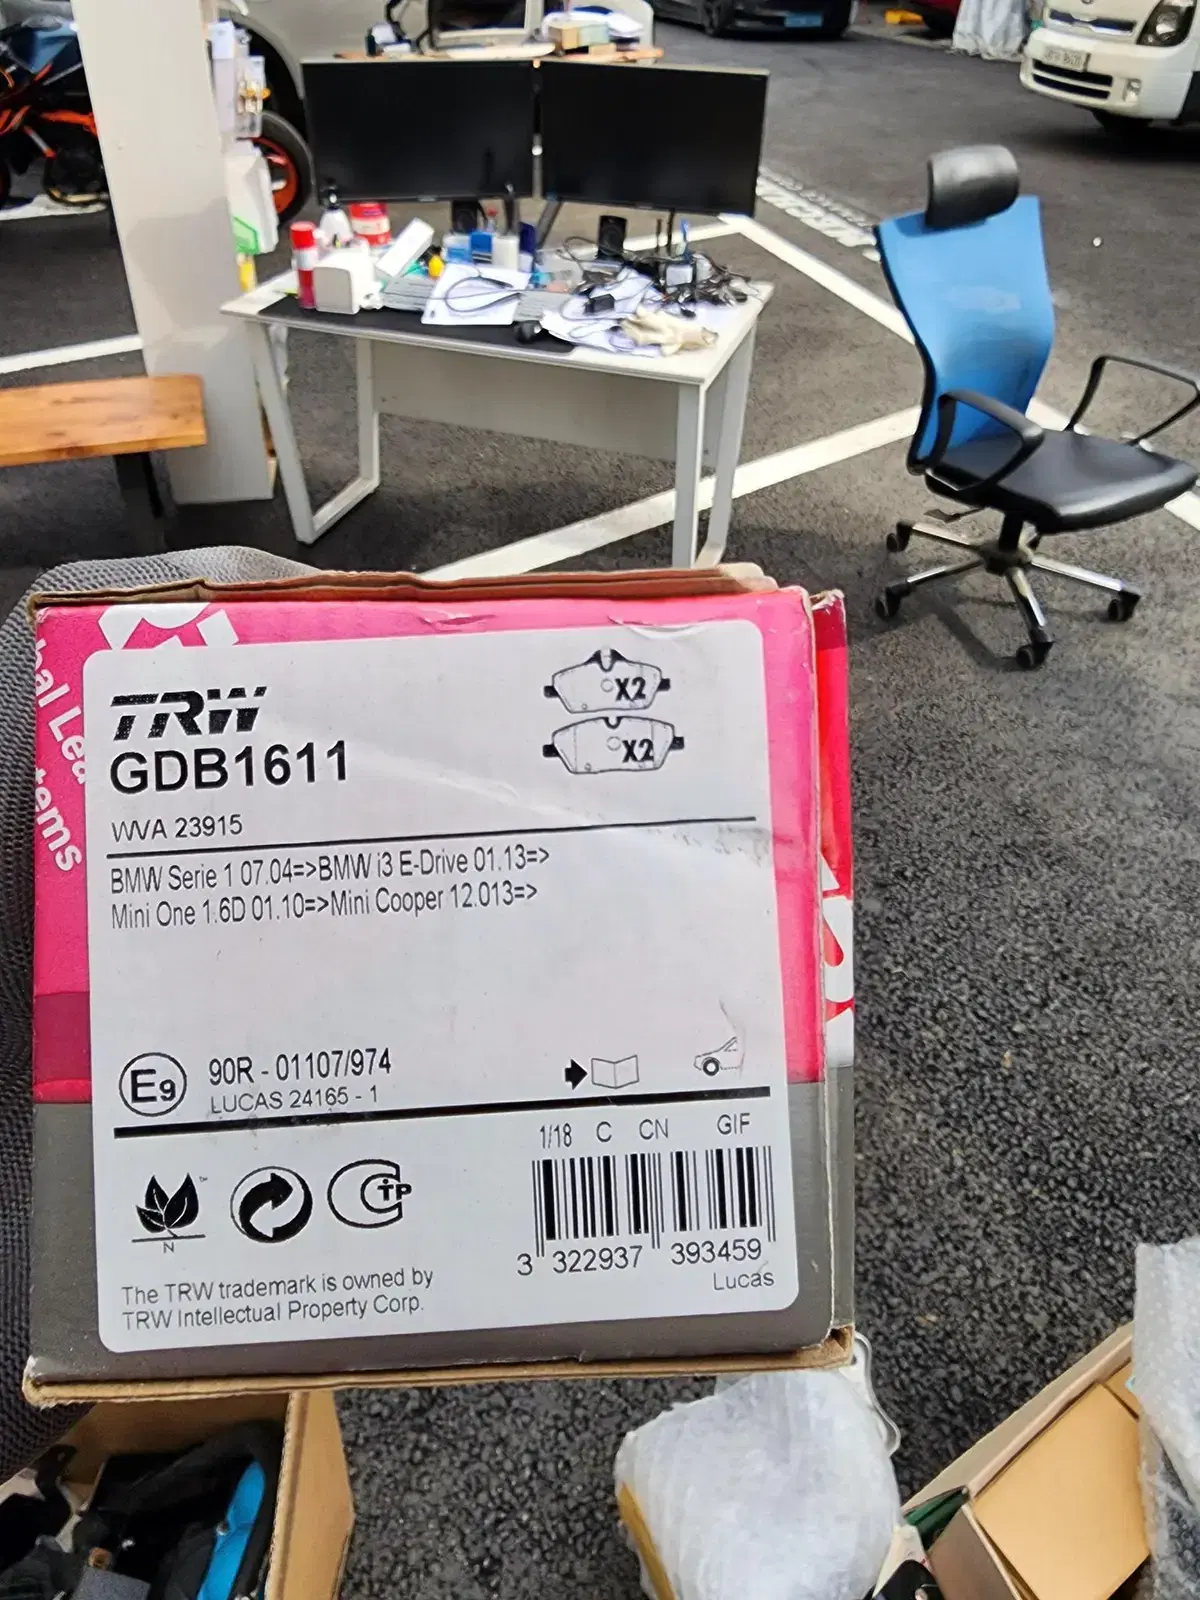 TRW
GDB1611
X2
X2
WVA 23915
BMW Serie 1 07.04=>BMW i3 E-Drive 01.13=>
Mini One 1.6D 01.10=>Mini Cooper 12.013=>
E9
90R - 01107/974
LUCAS 24165 - 1
1/18 C CN GIF
N
3 322937 393459
Lucas
The TRW trademark is owned by
TRW Intellectual Property Corp.